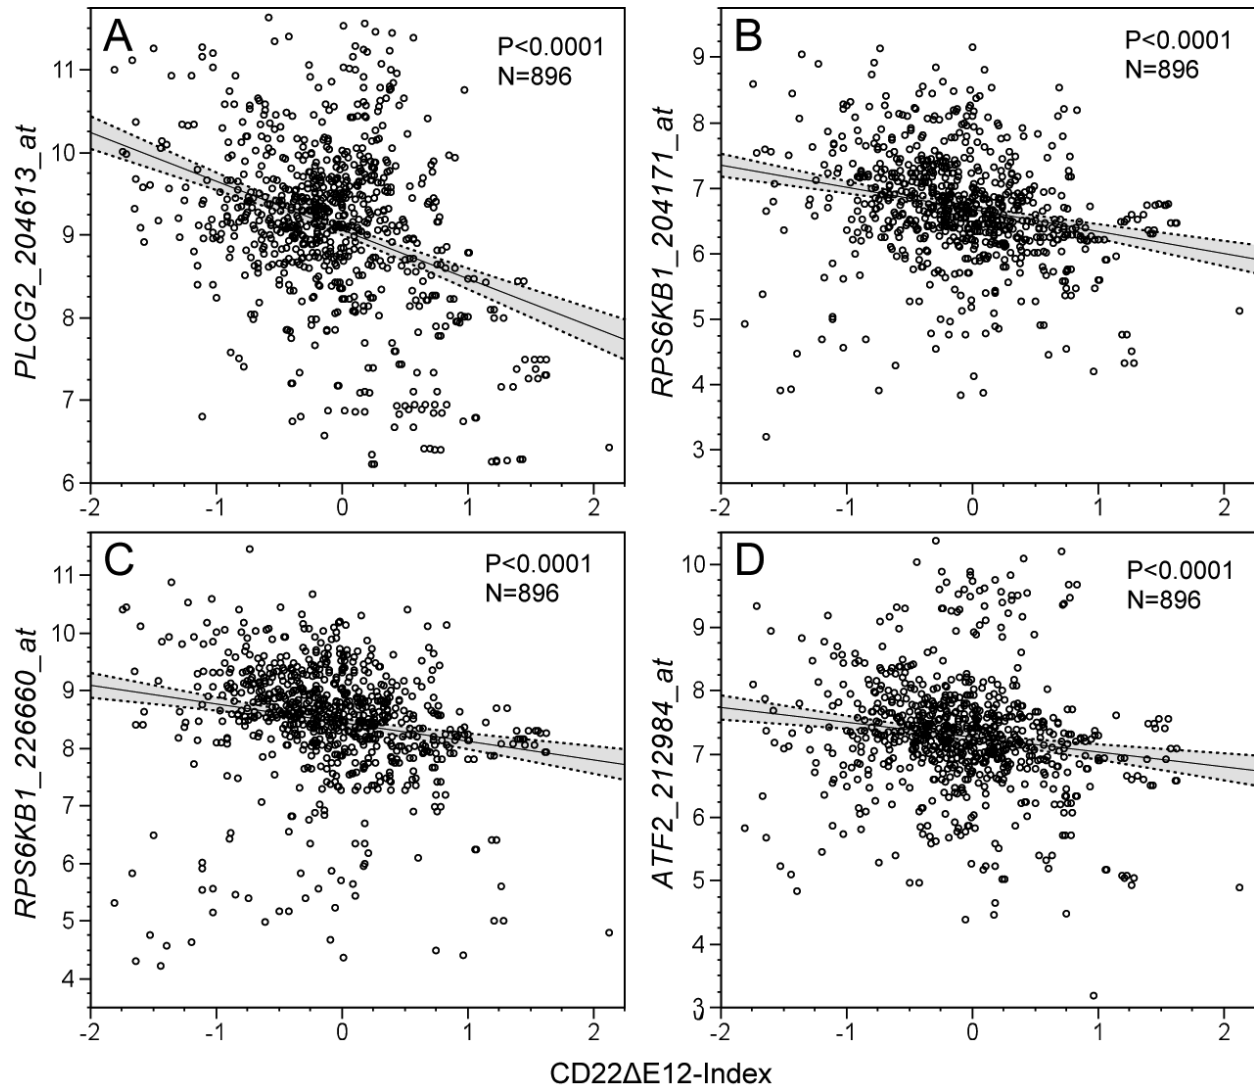 A
P<0.0001
N=896
PLCG2_204613_at
11
10
9
8
7
6
-2
-1
0
1
2
B
P<0.0001
N=896
RPS6KB1_204171_at
9
8
7
6
5
4
3
-2
-1
0
1
2
C
P<0.0001
N=896
RPS6KB1_226660_at
11
10
9
8
7
6
5
4
-2
-1
0
1
2
D
P<0.0001
N=896
ATF2_212984_at
10
9
8
7
6
5
4
3
-2
-1
0
1
2
CD22ΔE12-Index